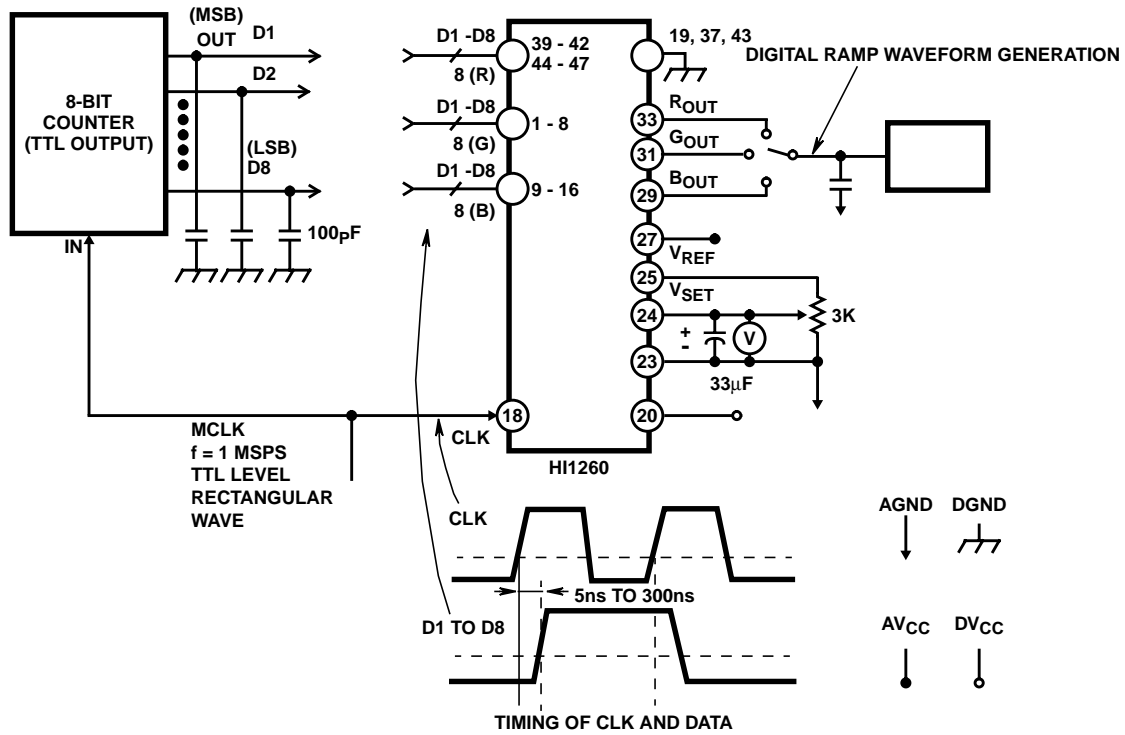 (MSB)
OUT
D1
D2
8-BIT
COUNTER
(TTL OUTPUT)
(LSB)
D8
IN
100pF
D1 -D8
8 (R)
D1 -D8
8 (G)
D1 -D8
8 (B)
39 - 42
44 - 47
1 - 8
9 - 16
19, 37, 43
DIGITAL RAMP WAVEFORM GENERATION
ROUT
33
GOUT
31
BOUT
29
27
VREF
25
VSET
24
3K
+
-
V
23
33μF
18
CLK
20
HI1260
MCLK
f = 1 MSPS
TTL LEVEL
RECTANGULAR
WAVE
CLK
5ns TO 300ns
D1 TO D8
TIMING OF CLK AND DATA
AGND
DGND
AVCC
DVCC